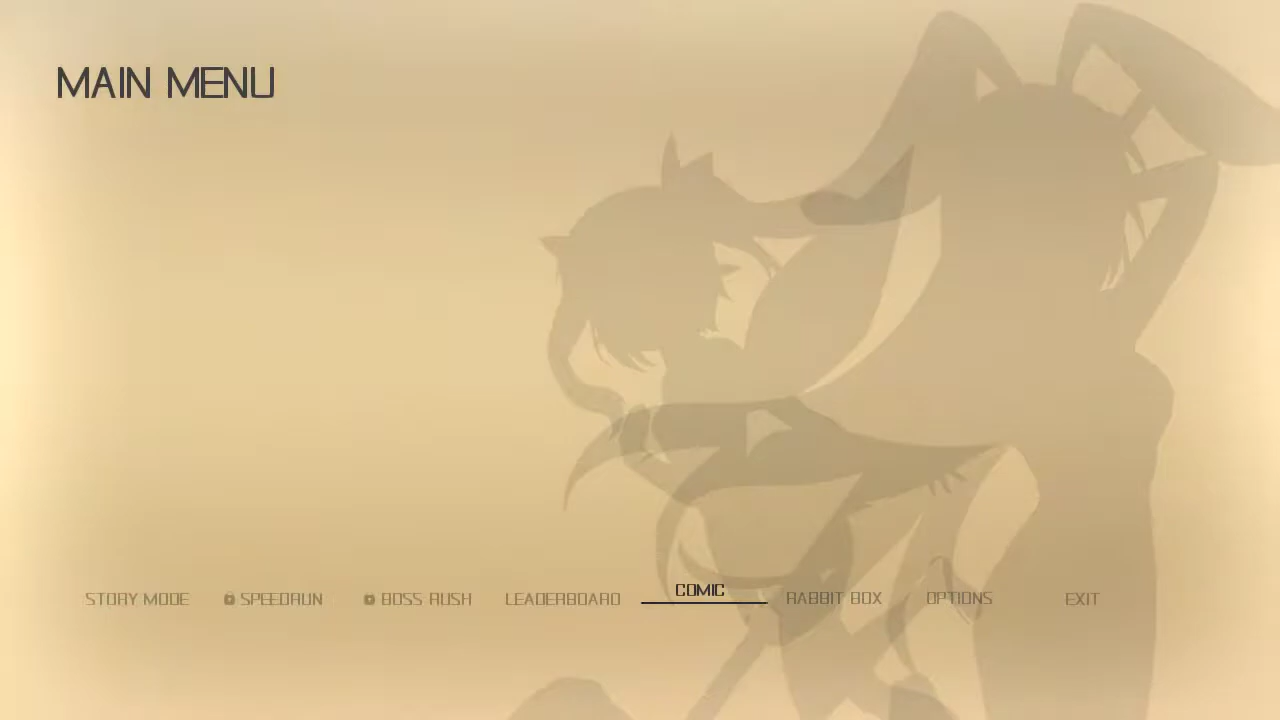 MAIN MENU
STORY MODE
SPEEDRUN
BOSS RUSH
LEADERBOARD
COMIC
RABBIT BOX
OPTIONS
EXIT